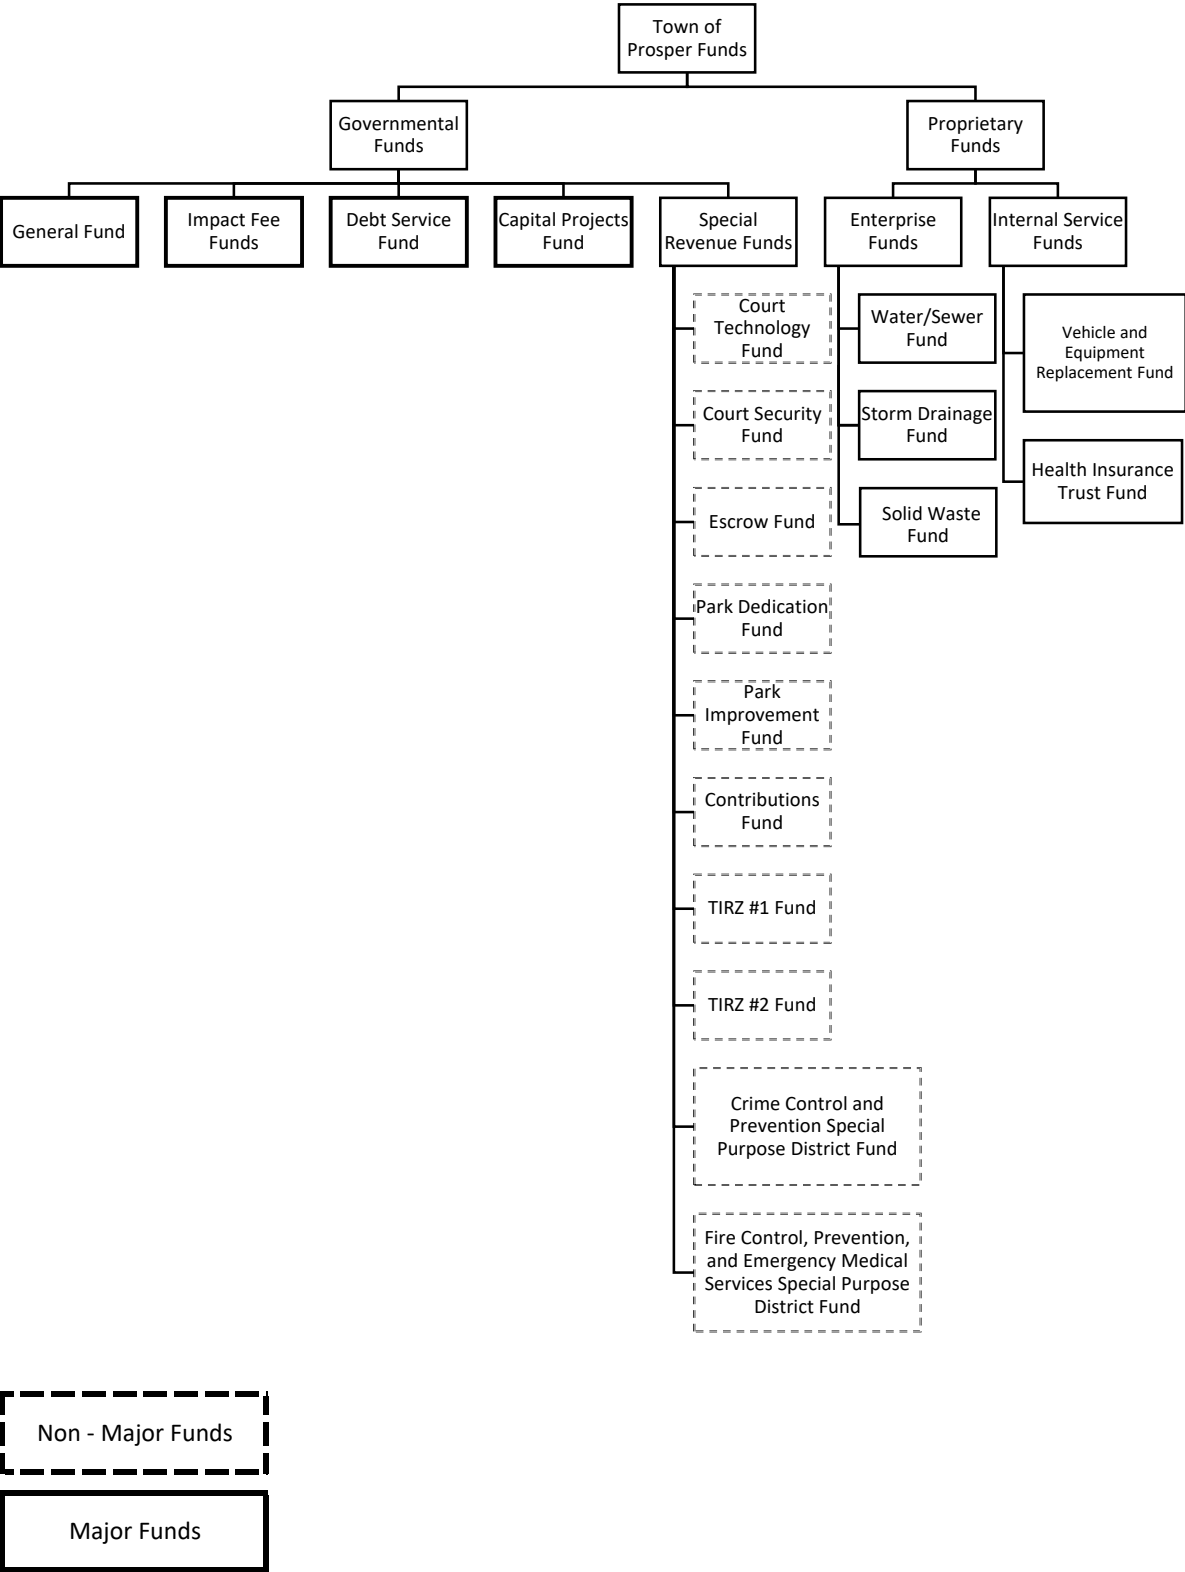 Town of
Prosper Funds
Governmental
Funds
Proprietary
Funds
General Fund
Impact Fee
Funds
Debt Service
Fund
Capital Projects
Fund
Special
Revenue Funds
Enterprise
Funds
Internal Service
Funds
Court
Technology
Fund
Court Security
Fund
Escrow Fund
Park Dedication
Fund
Park
Improvement
Fund
Contributions
Fund
TIRZ #1 Fund
TIRZ #2 Fund
Crime Control and
Prevention Special
Purpose District Fund
Fire Control, Prevention,
and Emergency Medical
Services Special Purpose
District Fund
Water/Sewer
Fund
Storm Drainage
Fund
Solid Waste
Fund
Vehicle and
Equipment
Replacement Fund
Health Insurance
Trust Fund
Non - Major Funds
Major Funds